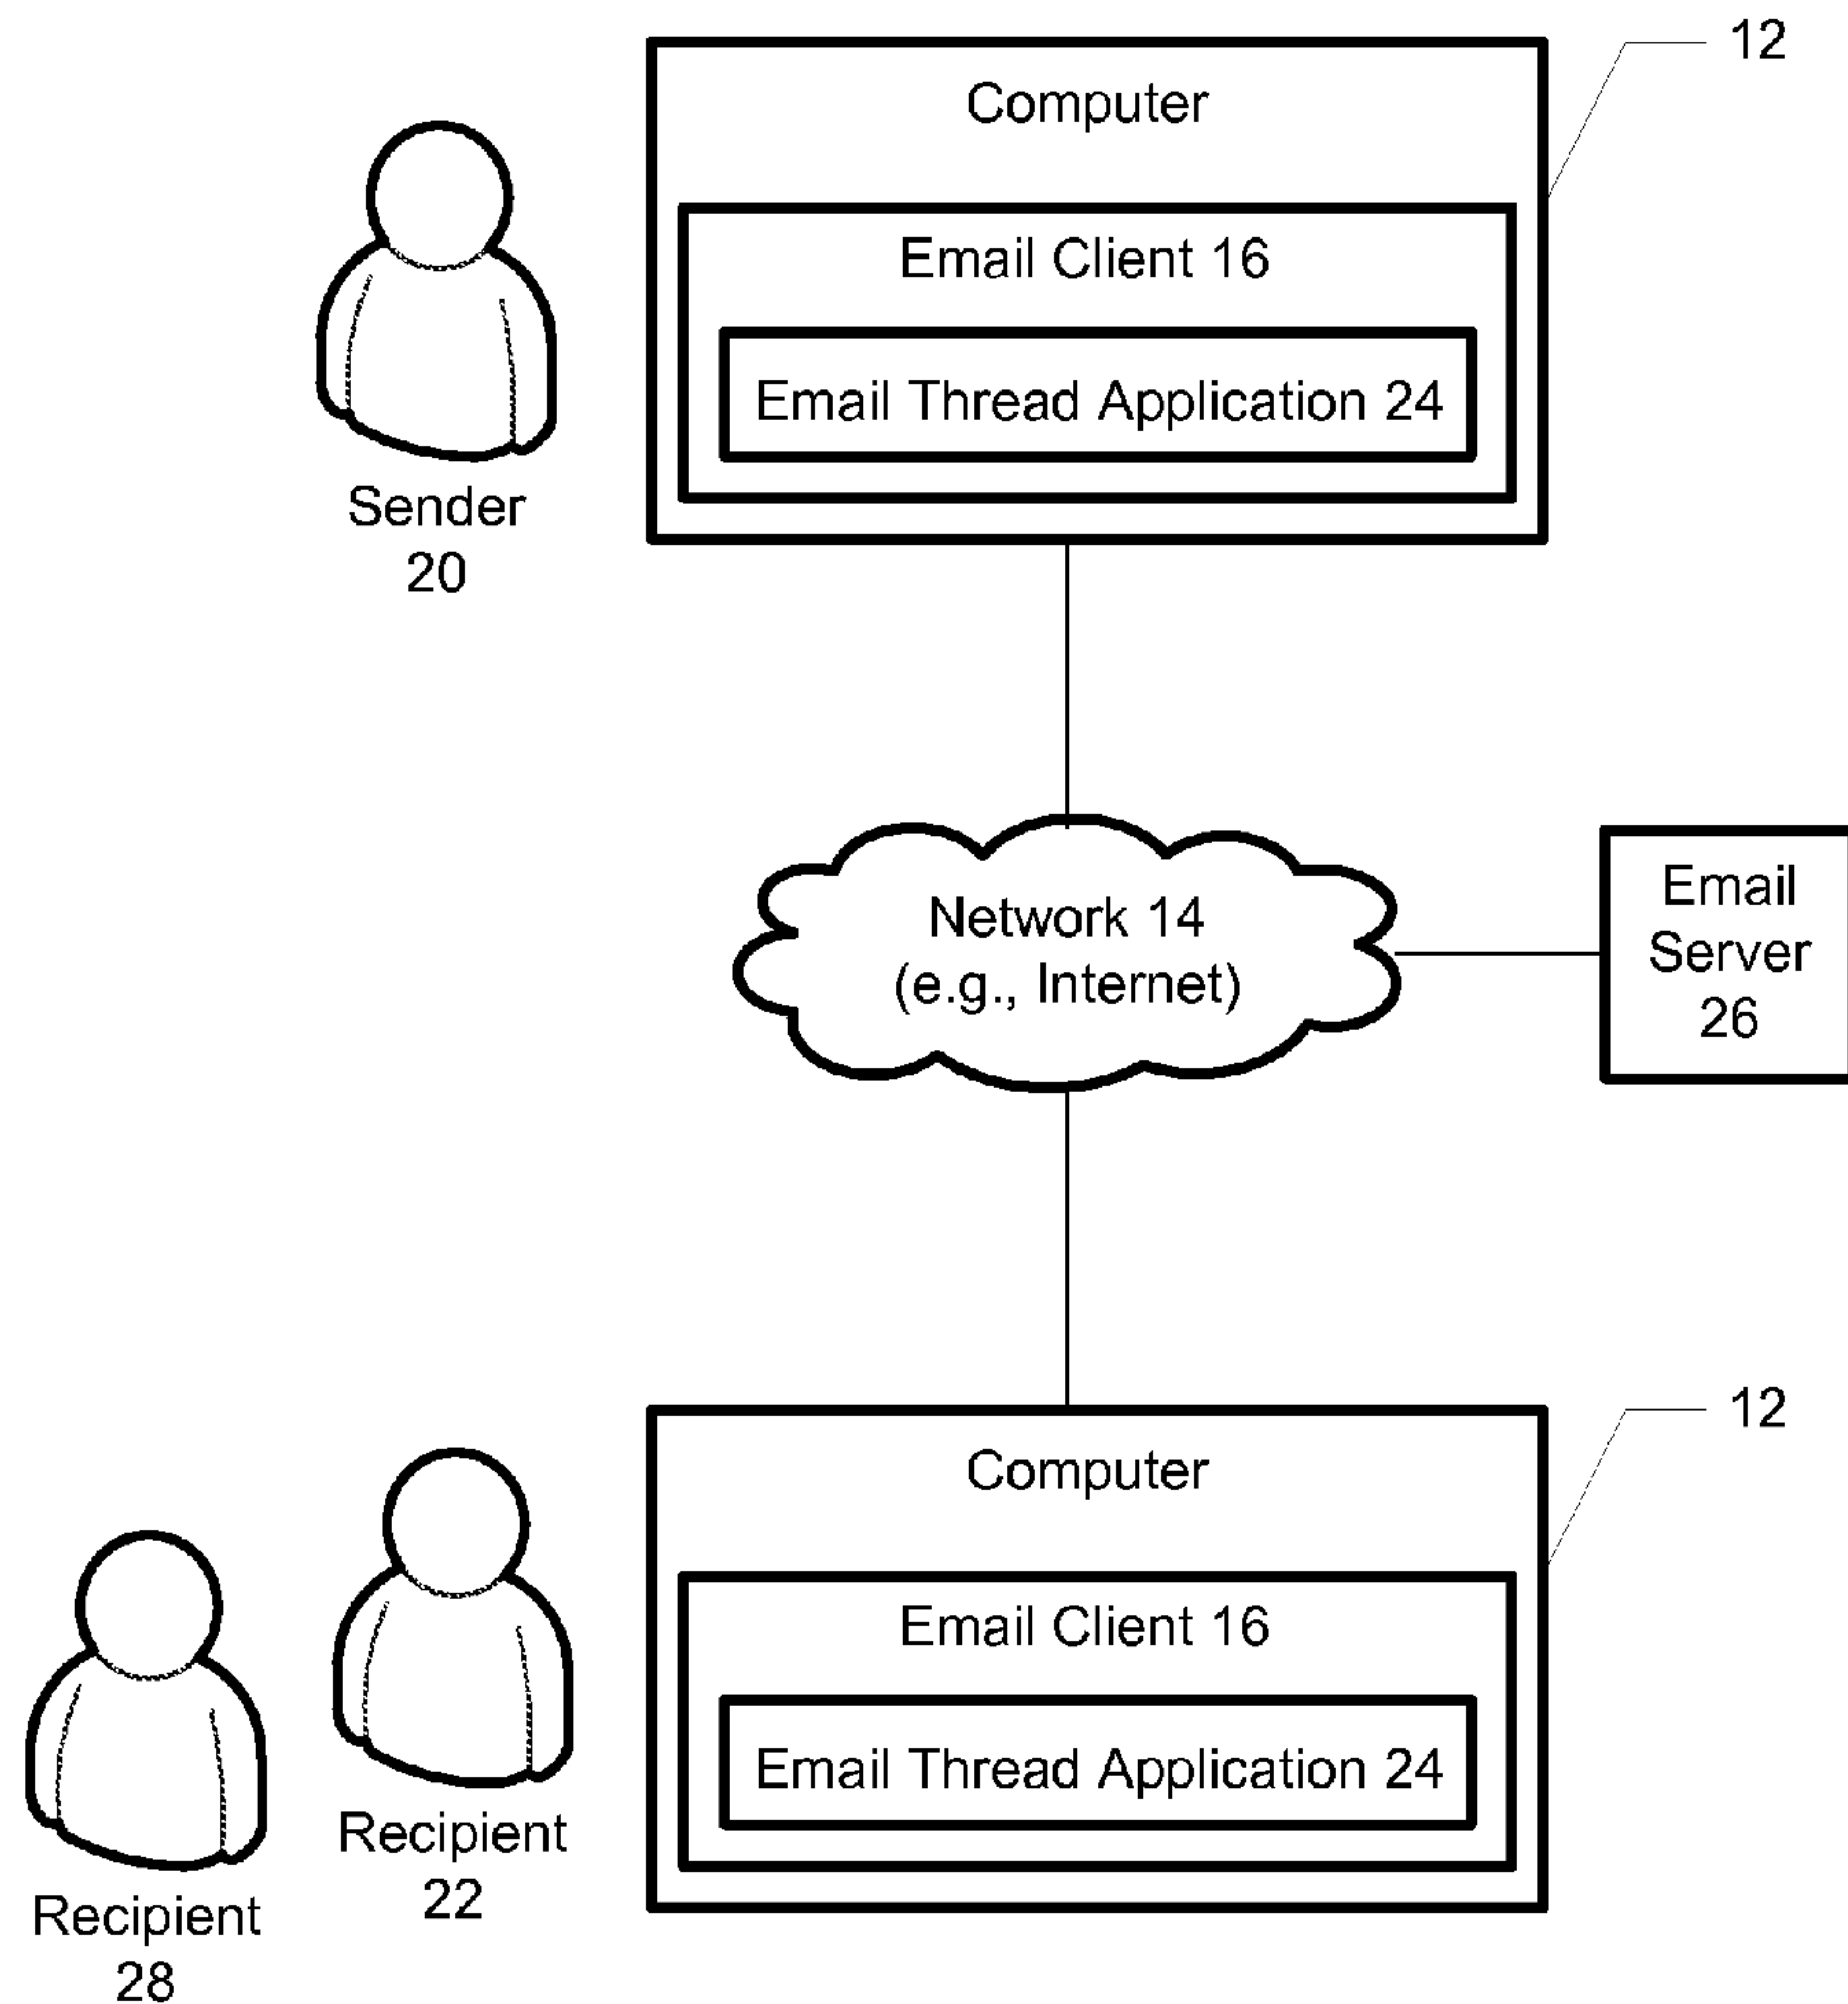 12
Computer
Email Client 16
Email Thread Application 24
Sender
20
Network 14
(e.g., Internet)
Email
Server
26
12
Computer
Email Client 16
Email Thread Application 24
Recipient
22
Recipient
28